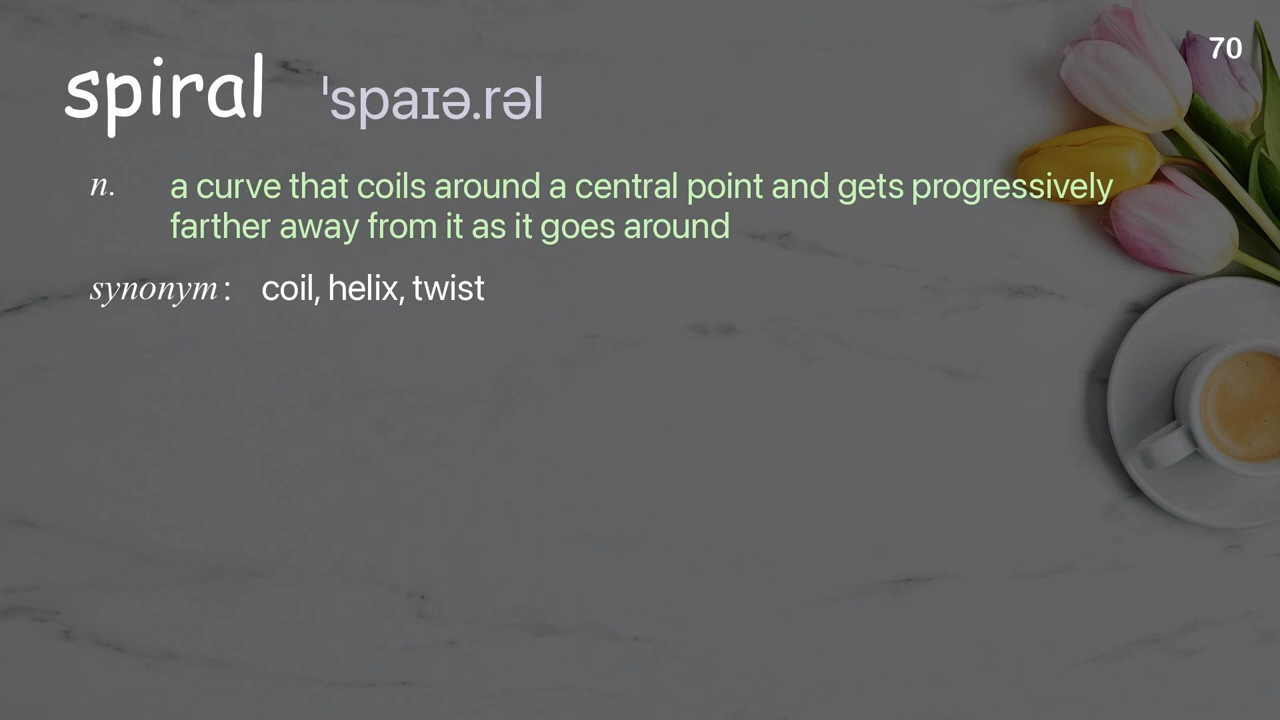 70
spiral ˈspaɪə.rəl
n. a curve that coils around a central point and gets progressively
farther away from it as it goes around
synonym : coil, helix, twist